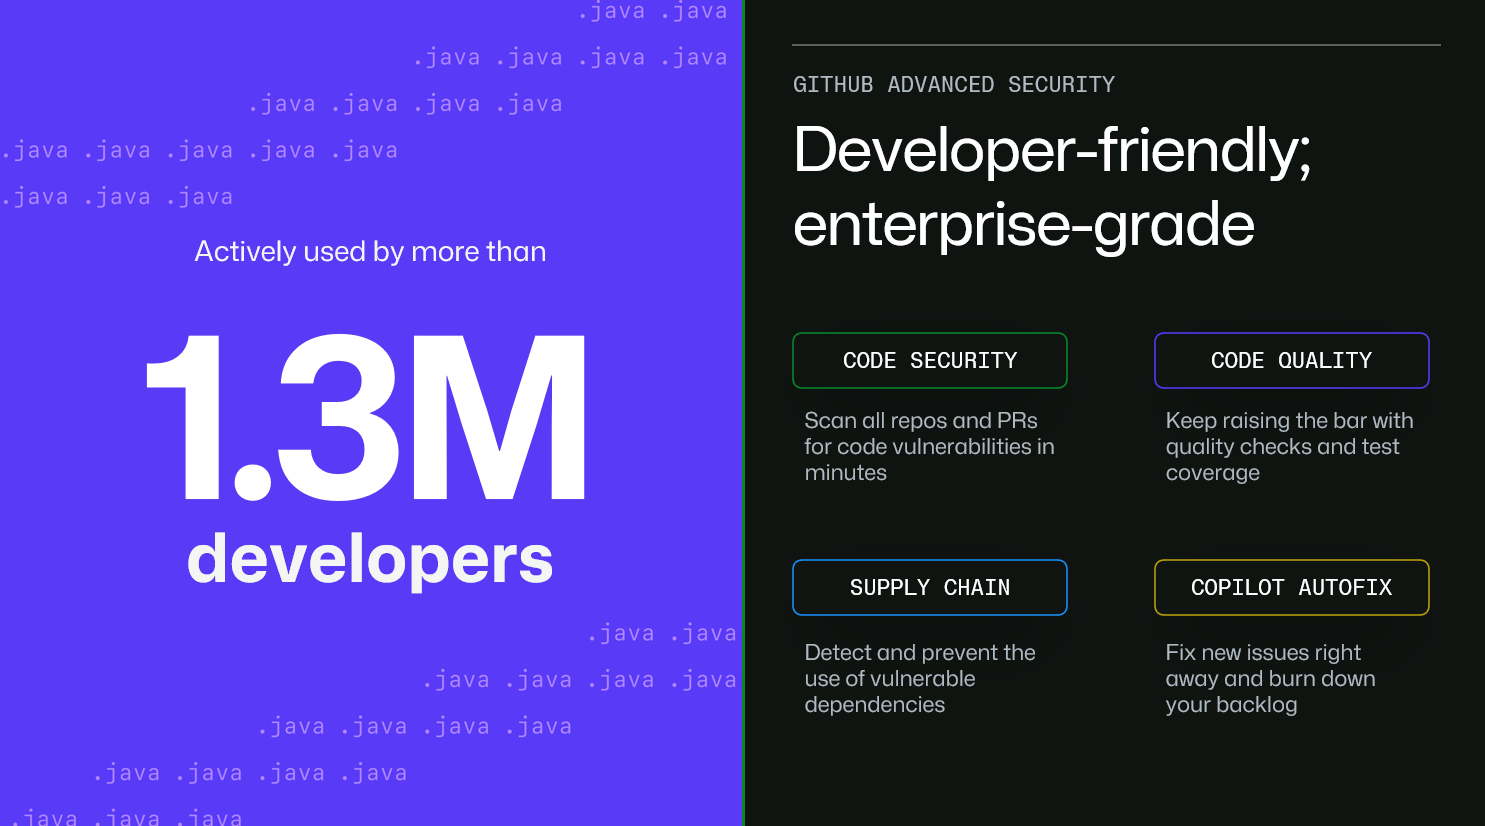 .java .java
.java .java .java .java
.java .java .java .java
.java .java .java .java .java
.java .java .java
Actively used by more than
1.3M
developers
.java .java
.java .java .java .java
.java .java .java .java
.java .java .java .java
.java .java .java
GITHUB ADVANCED SECURITY
Developer-friendly;
enterprise-grade
CODE SECURITY
Scan all repos and PRs
for code vulnerabilities in
minutes
CODE QUALITY
Keep raising the bar with
quality checks and test
coverage
SUPPLY CHAIN
Detect and prevent the
use of vulnerable
dependencies
COPILOT AUTOFIX
Fix new issues right
away and burn down
your backlog